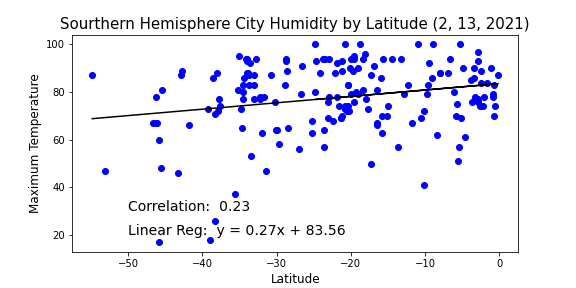 Sourthern Hemisphere City Humidity by Latitude (2, 13, 2021)
Maximum Temperature
100
80
60
40
20
Correlation: 0.23
Linear Reg: y = 0.27x + 83.56
−50 −40 −30 −20 −10 0
Latitude